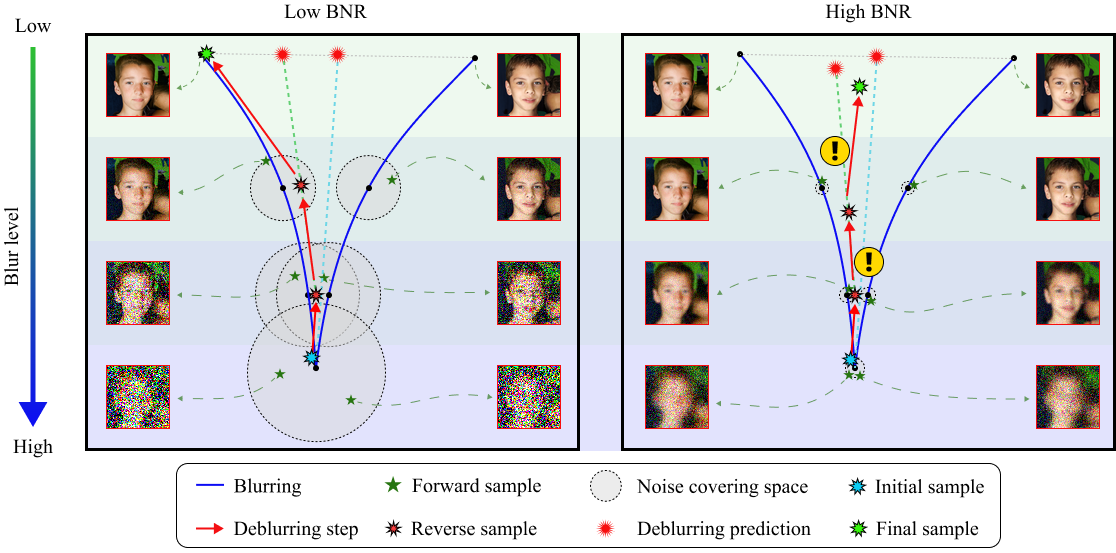 Low
Low BNR
High BNR
Blur level
!
!
High
Blurring
Forward sample
Noise covering space
Initial sample
Deblurring step
Reverse sample
Deblurring prediction
Final sample